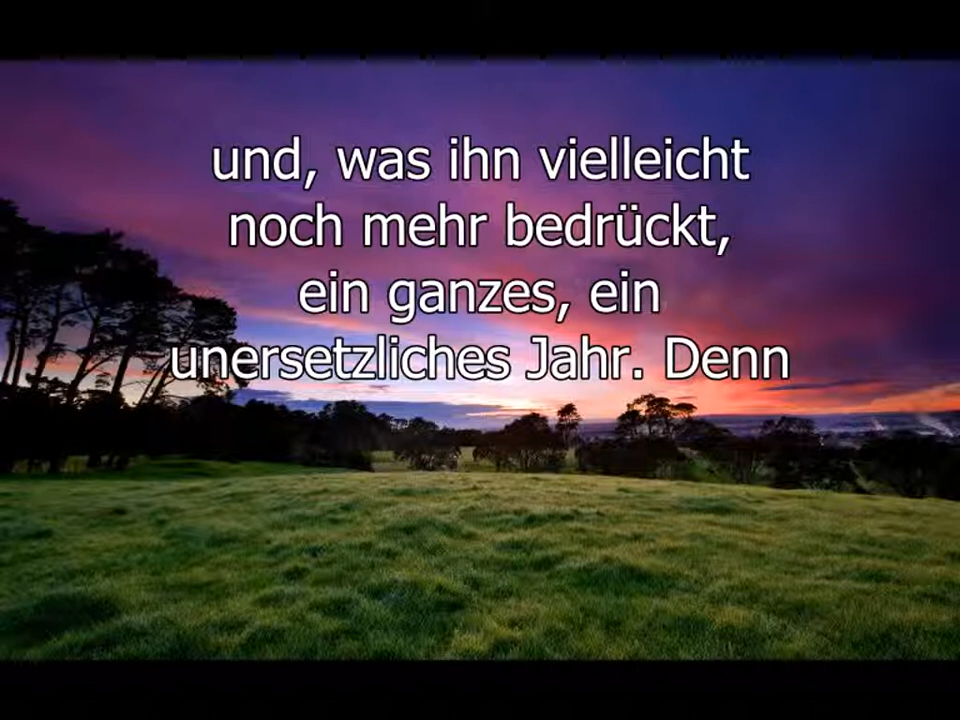 und, was ihn vielleicht
noch mehr bedrückt,
ein ganzes, ein
unersetzliches Jahr. Denn